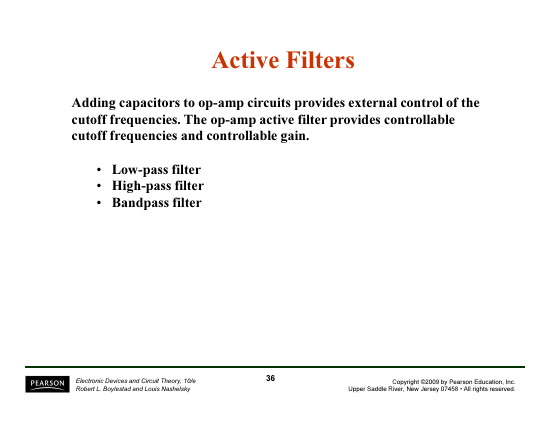 Active Filters
Adding capacitors to op-amp circuits provides external control of the
cutoff frequencies. The op-amp active filter provides controllable
cutoff frequencies and controllable gain.
• Low-pass filter
• High-pass filter
• Bandpass filter
PEARSON
Electronic Devices and Circuit Theory, 10/e
Robert L. Boylestad and Louis Nashelsky
36
Copyright ©2009 by Pearson Education, Inc.
Upper Saddle River, New Jersey 07458 • All rights reserved.